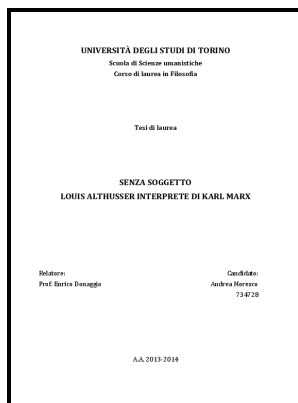 UNIVERSITÀ DEGLI STUDI DI TORINO
Scuola di Scienze umanistiche
Corso di laurea in Filosofia
Tesi di laurea
SENZA SOGGETTO
LOUIS ALTHUSSER INTERPRETE DI KARL MARX
Relatore: Candidato:
Prof. Enrico Donaggio Andrea Moresco
734728
A.A. 2013-2014